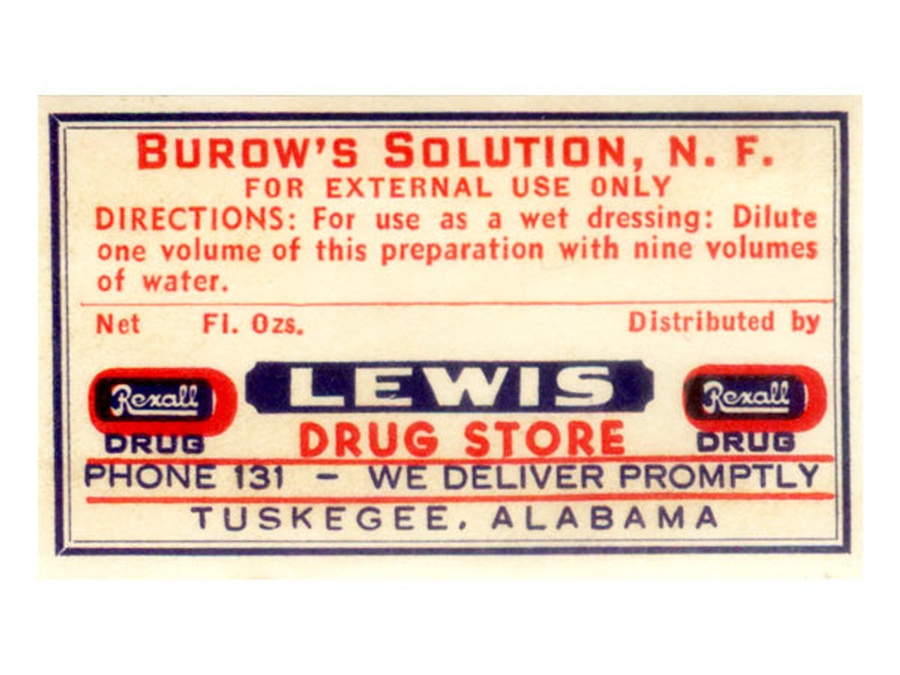 BUROW'S SOLUTION, N. F.
FOR EXTERNAL USE ONLY
DIRECTIONS: For use as a wet dressing: Dilute
one volume of this preparation with nine volumes
of water.
Net Fl. Ozs. Distributed by
Rexall LEWIS Rexall
DRUG DRUG STORE DRUG
PHONE 131 – WE DELIVER PROMPTLY
TUSKEGEE, ALABAMA